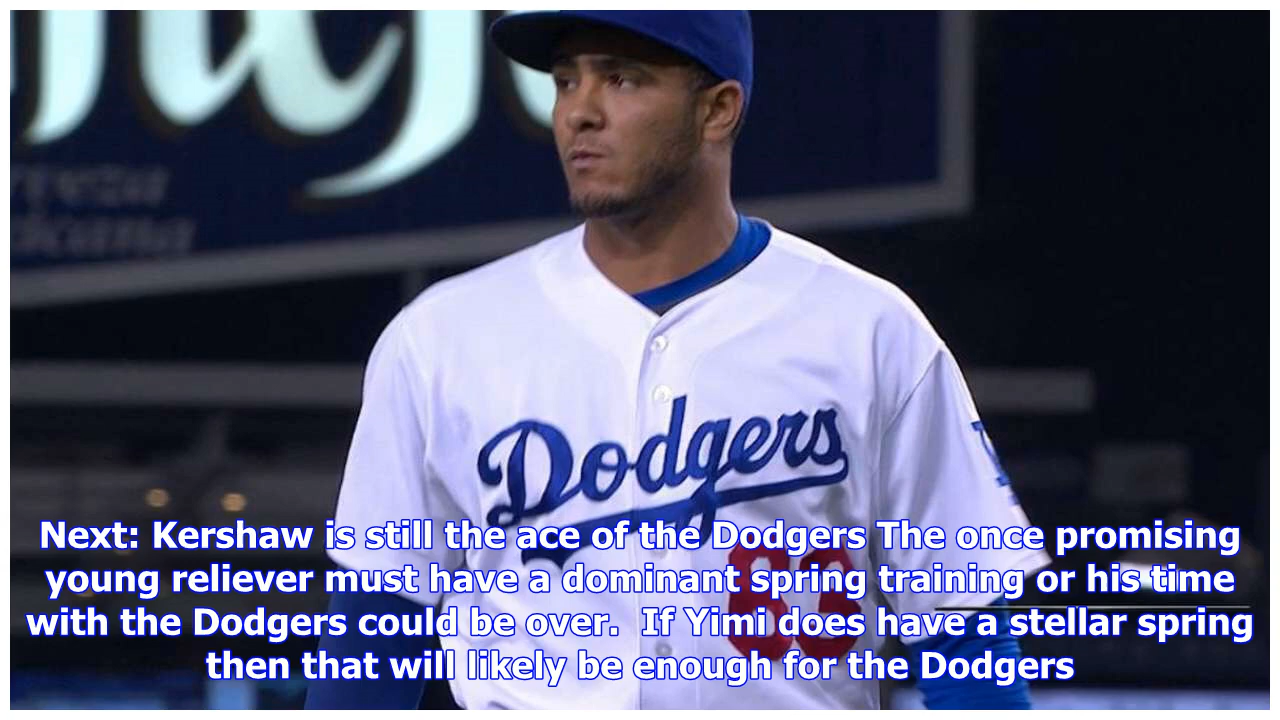 Dodgers
Next: Kershaw is still the ace of the Dodgers The once promising
young reliever must have a dominant spring training or his time
with the Dodgers could be over.  If Yimi does have a stellar spring
then that will likely be enough for the Dodgers